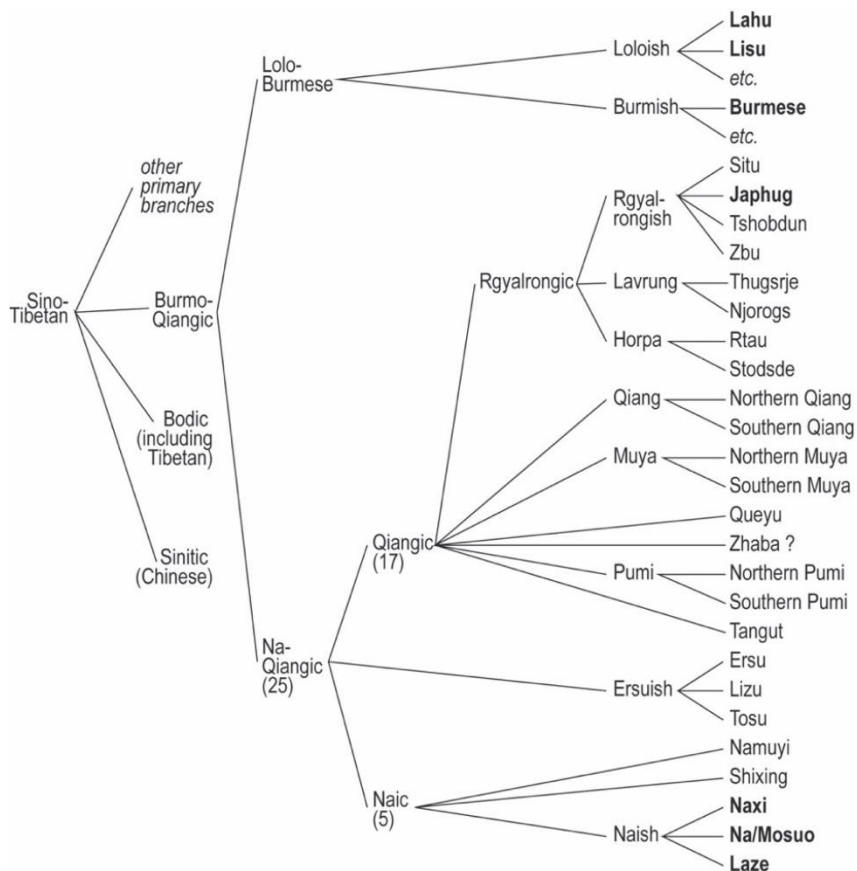 Lahu
Loloish
Lisu
etc.
Lolo-
Burmese
Burmish
Burmese
etc.
other
primary
branches
Situ
Rgyal-
rongish
Japhug
Tshobdun
Zbu
Sino-
Tibetan
Burmo-
Qiangic
Rgyalrongic
Lavrung
Thugsrje
Njorogs
Horpa
Rtau
Stodsde
Bodic
(including
Tibetan)
Qiang
Northern Qiang
Southern Qiang
Muya
Northern Muya
Southern Muya
Sinitic
(Chinese)
Qiangic
(17)
Queyu
Zhaba ?
Pumi
Northern Pumi
Southern Pumi
Tangut
Na-
Qiangic
(25)
Ersuish
Ersu
Lizu
Tosu
Naic
(5)
Namuyi
Shixing
Naish
Naxi
Na/Mosuo
Laze